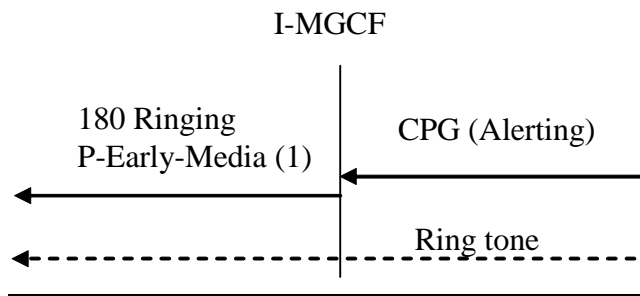 I-MGCF
180 Ringing
P-Early-Media (1)
CPG (Alerting)
Ring tone